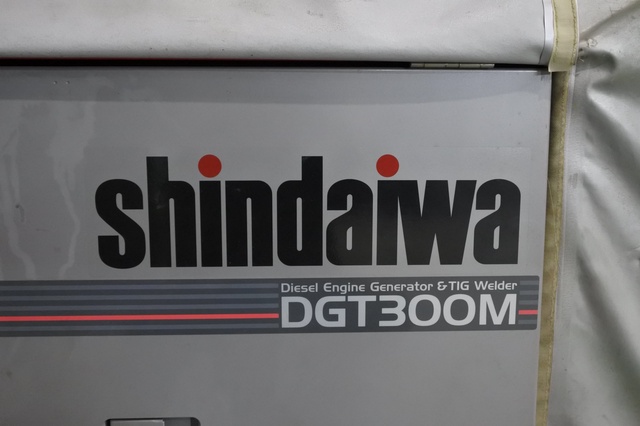 shindaiwa
Diesel Engine Generator & TIG Welder
DGT300M